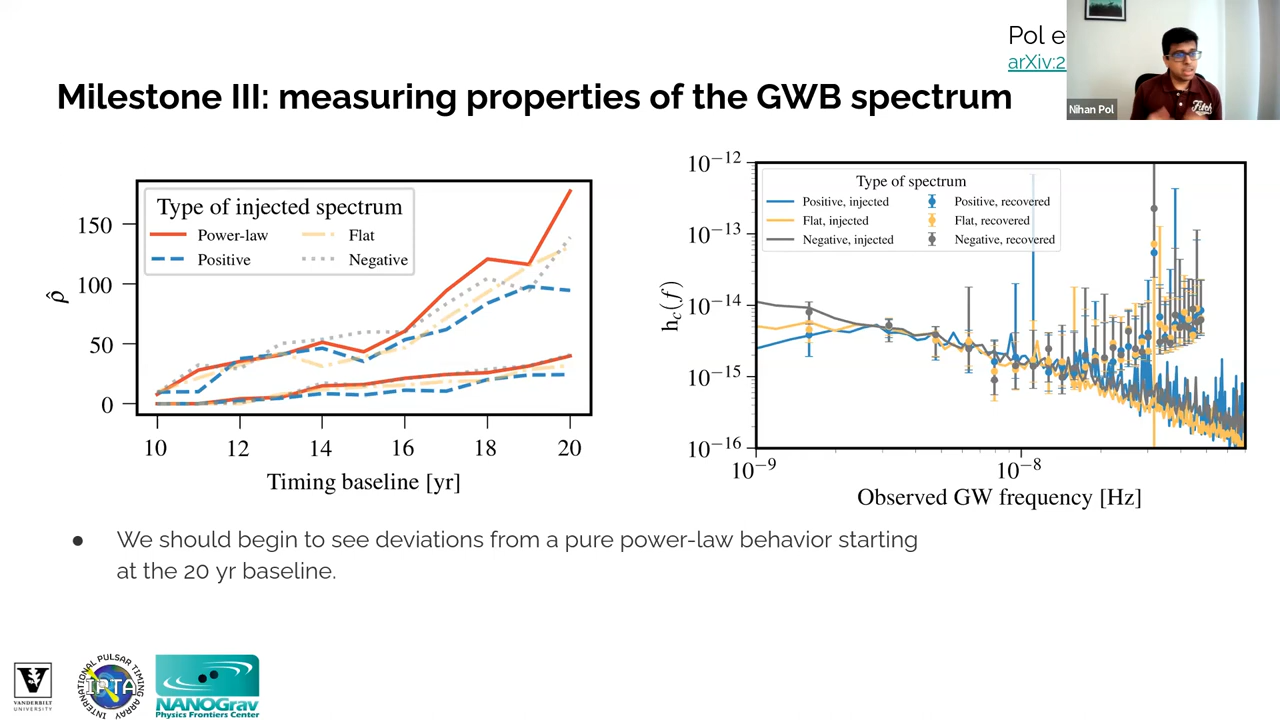 Pol
arXiv:2
Nihan Pol
Fitch
Milestone III: measuring properties of the GWB spectrum
Type of injected spectrum
Power-law
Flat
Positive
Negative
150
100
50
0
ρ̂
10
12
14
16
18
20
Timing baseline [yr]
Type of spectrum
Positive, injected
Positive, recovered
Flat, injected
Flat, recovered
Negative, injected
Negative, recovered
10⁻¹²
10⁻¹³
10⁻¹⁴
10⁻¹⁵
10⁻¹⁶
h_c(f)
10⁻⁹
10⁻⁸
Observed GW frequency [Hz]
● We should begin to see deviations from a pure power-law behavior starting
at the 20 yr baseline.
V
VANDERBILT
UNIVERSITY
INTERNATIONAL PULSAR TIMING ARRAY
IPTA
NANOGrav
Physics Frontiers Center